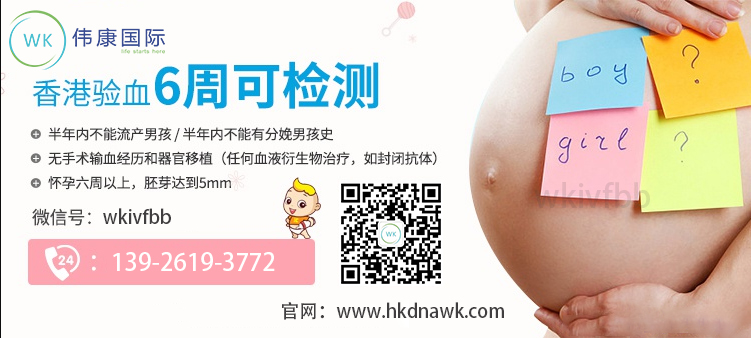 WK 伟康国际
life starts here
香港验血6周可检测
半年内不能流产男孩 / 半年内不能有分娩男孩史
无手术输血经历和器官移植（任何血液衍生物治疗，如封闭抗体）
怀孕六周以上，胚芽达到5mm
微信号：wkivfbb
24 ：139-2619-3772
官网：www.hkdnawk.com
WK
boy
?
girl
?
wkivfbb